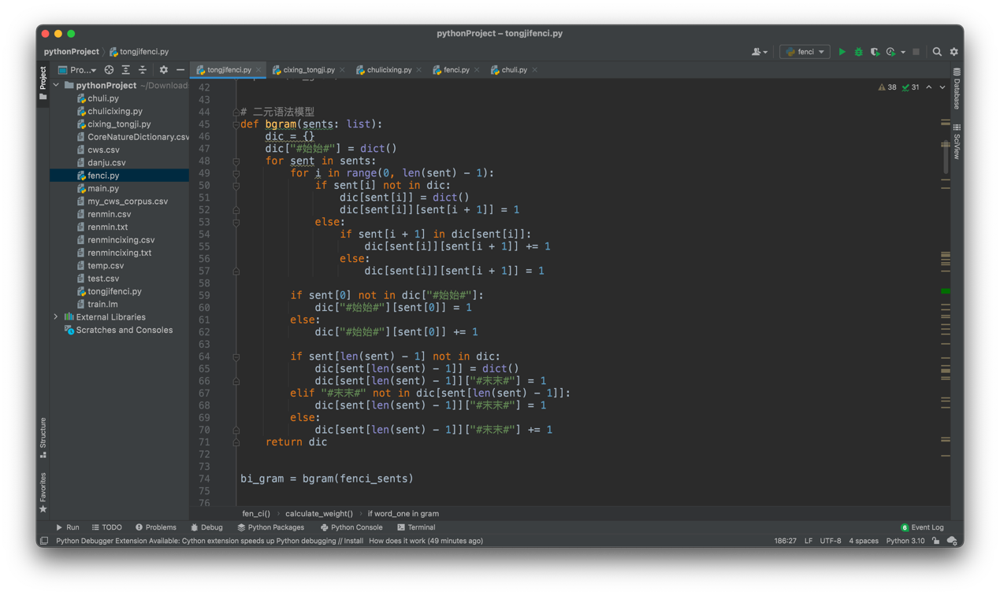 pythonProject – tongjifenci.py
pythonProject tongjifenci.py
fenci
Project
Pro...
tongjifenci.py
cixing_tongji.py
chulicixing.py
fenci.py
chuli.py
pythonProject ~/Download
chuli.py
chulicixing.py
cixing_tongji.py
CoreNatureDictionary.csv
cws.csv
danju.csv
fenci.py
main.py
my_cws_corpus.csv
renmin.csv
renmin.txt
renmincixing.csv
renmincixing.txt
temp.csv
test.csv
tongjifenci.py
train.lm
External Libraries
Scratches and Consoles
Structure
Favorites
38 31
Database
SciView
42
43
44 # 二元语法模型
45 def bgram(sents: list):
46 dic = {}
47 dic["#始始#"] = dict()
48 for sent in sents:
49 for i in range(0, len(sent) - 1):
50 if sent[i] not in dic:
51 dic[sent[i]] = dict()
52 dic[sent[i]][sent[i + 1]] = 1
53 else:
54 if sent[i + 1] in dic[sent[i]]:
55 dic[sent[i]][sent[i + 1]] += 1
56 else:
57 dic[sent[i]][sent[i + 1]] = 1
58
59 if sent[0] not in dic["#始始#"]:
60 dic["#始始#"][sent[0]] = 1
61 else:
62 dic["#始始#"][sent[0]] += 1
63
64 if sent[len(sent) - 1] not in dic:
65 dic[sent[len(sent) - 1]] = dict()
66 dic[sent[len(sent) - 1]]["#末末#"] = 1
67 elif "#末末#" not in dic[sent[len(sent) - 1]]:
68 dic[sent[len(sent) - 1]]["#末末#"] = 1
69 else:
70 dic[sent[len(sent) - 1]]["#末末#"] += 1
71 return dic
72
73
74 bi_gram = bgram(fenci_sents)
75
76
fen_ci() calculate_weight() if word_one in gram
Run TODO Problems Debug Python Packages Python Console Terminal 6 Event Log
Python Debugger Extension Available: Cython extension speeds up Python debugging // Install How does it work (49 minutes ago) 186:27 LF UTF-8 4 spaces Python 3.10